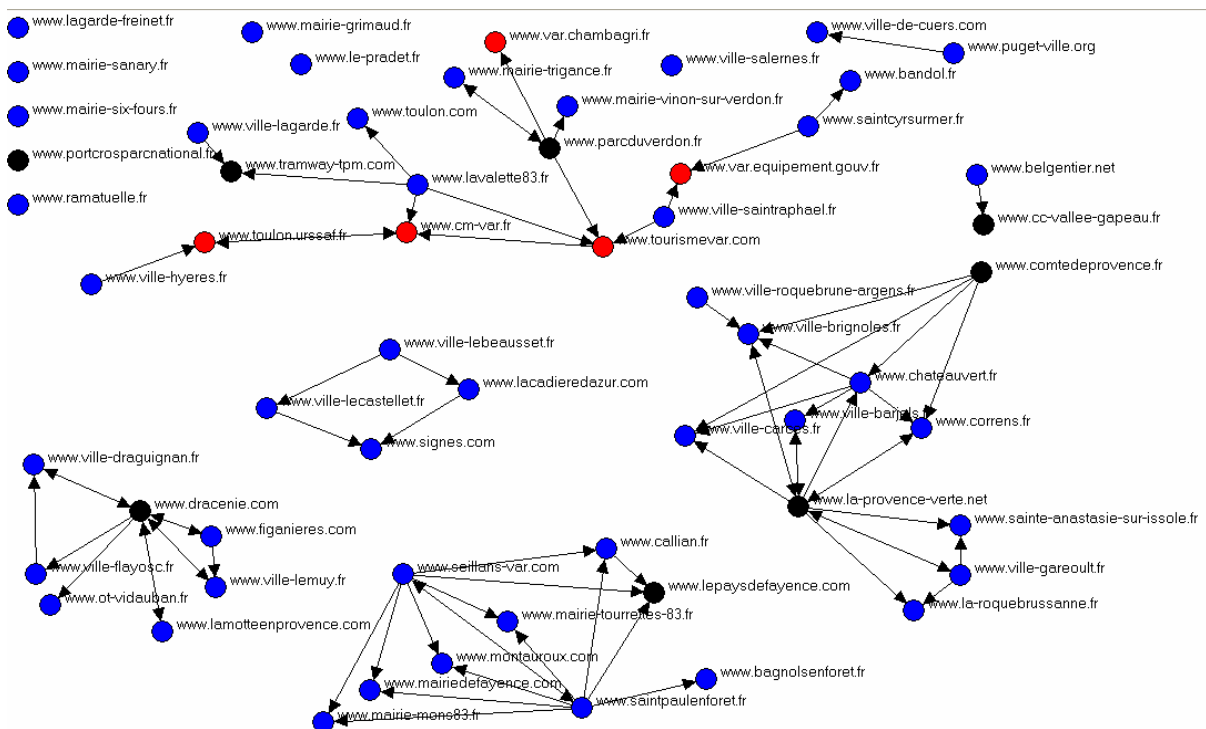 www.lagarde-freinet.fr
www.mairie-grimaud.fr
www.var.chambagri.fr
www.ville-de-cuers.com
www.puget-ville.org
www.mairie-sanary.fr
www.le-pradet.fr
www.mairie-trigance.fr
www.ville-salernes.fr
www.bandol.fr
www.mairie-six-fours.fr
www.ville-lagarde.fr
www.toulon.com
www.mairie-vinon-sur-verdon.fr
www.saintcyrsurmer.fr
www.portcrosparcnational.fr
www.tramway-tpm.com
www.parcduverdon.fr
www.var.equipement.gouv.fr
www.belgentier.net
www.ramatuelle.fr
www.lavalette83.fr
www.ville-saintraphael.fr
www.cc-vallee-gapeau.fr
www.toulon.urssaf.fr
www.cm-var.fr
www.tourismevar.com
www.ville-hyeres.fr
www.comtedeprovence.fr
www.ville-roquebrune-argens.fr
www.ville-brignoles.fr
www.ville-lebeausset.fr
www.lacadieredazur.com
www.chateauvert.fr
www.ville-lecastellet.fr
www.signes.com
www.ville-carces.fr
www.ville-barjols.fr
www.correns.fr
www.ville-draguignan.fr
www.dracenie.com
www.la-provence-verte.net
www.figanieres.com
www.sainte-anastasie-sur-issole.fr
www.ville-flayosc.fr
www.ville-lemuy.fr
www.seillans-var.com
www.callian.fr
www.ville-gareoult.fr
www.ot-vidauban.fr
www.lepaysdefayence.com
www.la-roquebrussanne.fr
www.lamotteenprovence.com
www.mairie-tourrettes-83.fr
www.montauroux.com
www.bagnolsenforet.fr
www.mairiedefayence.com
www.saintpaulenforet.fr
www.mairie-mons83.fr